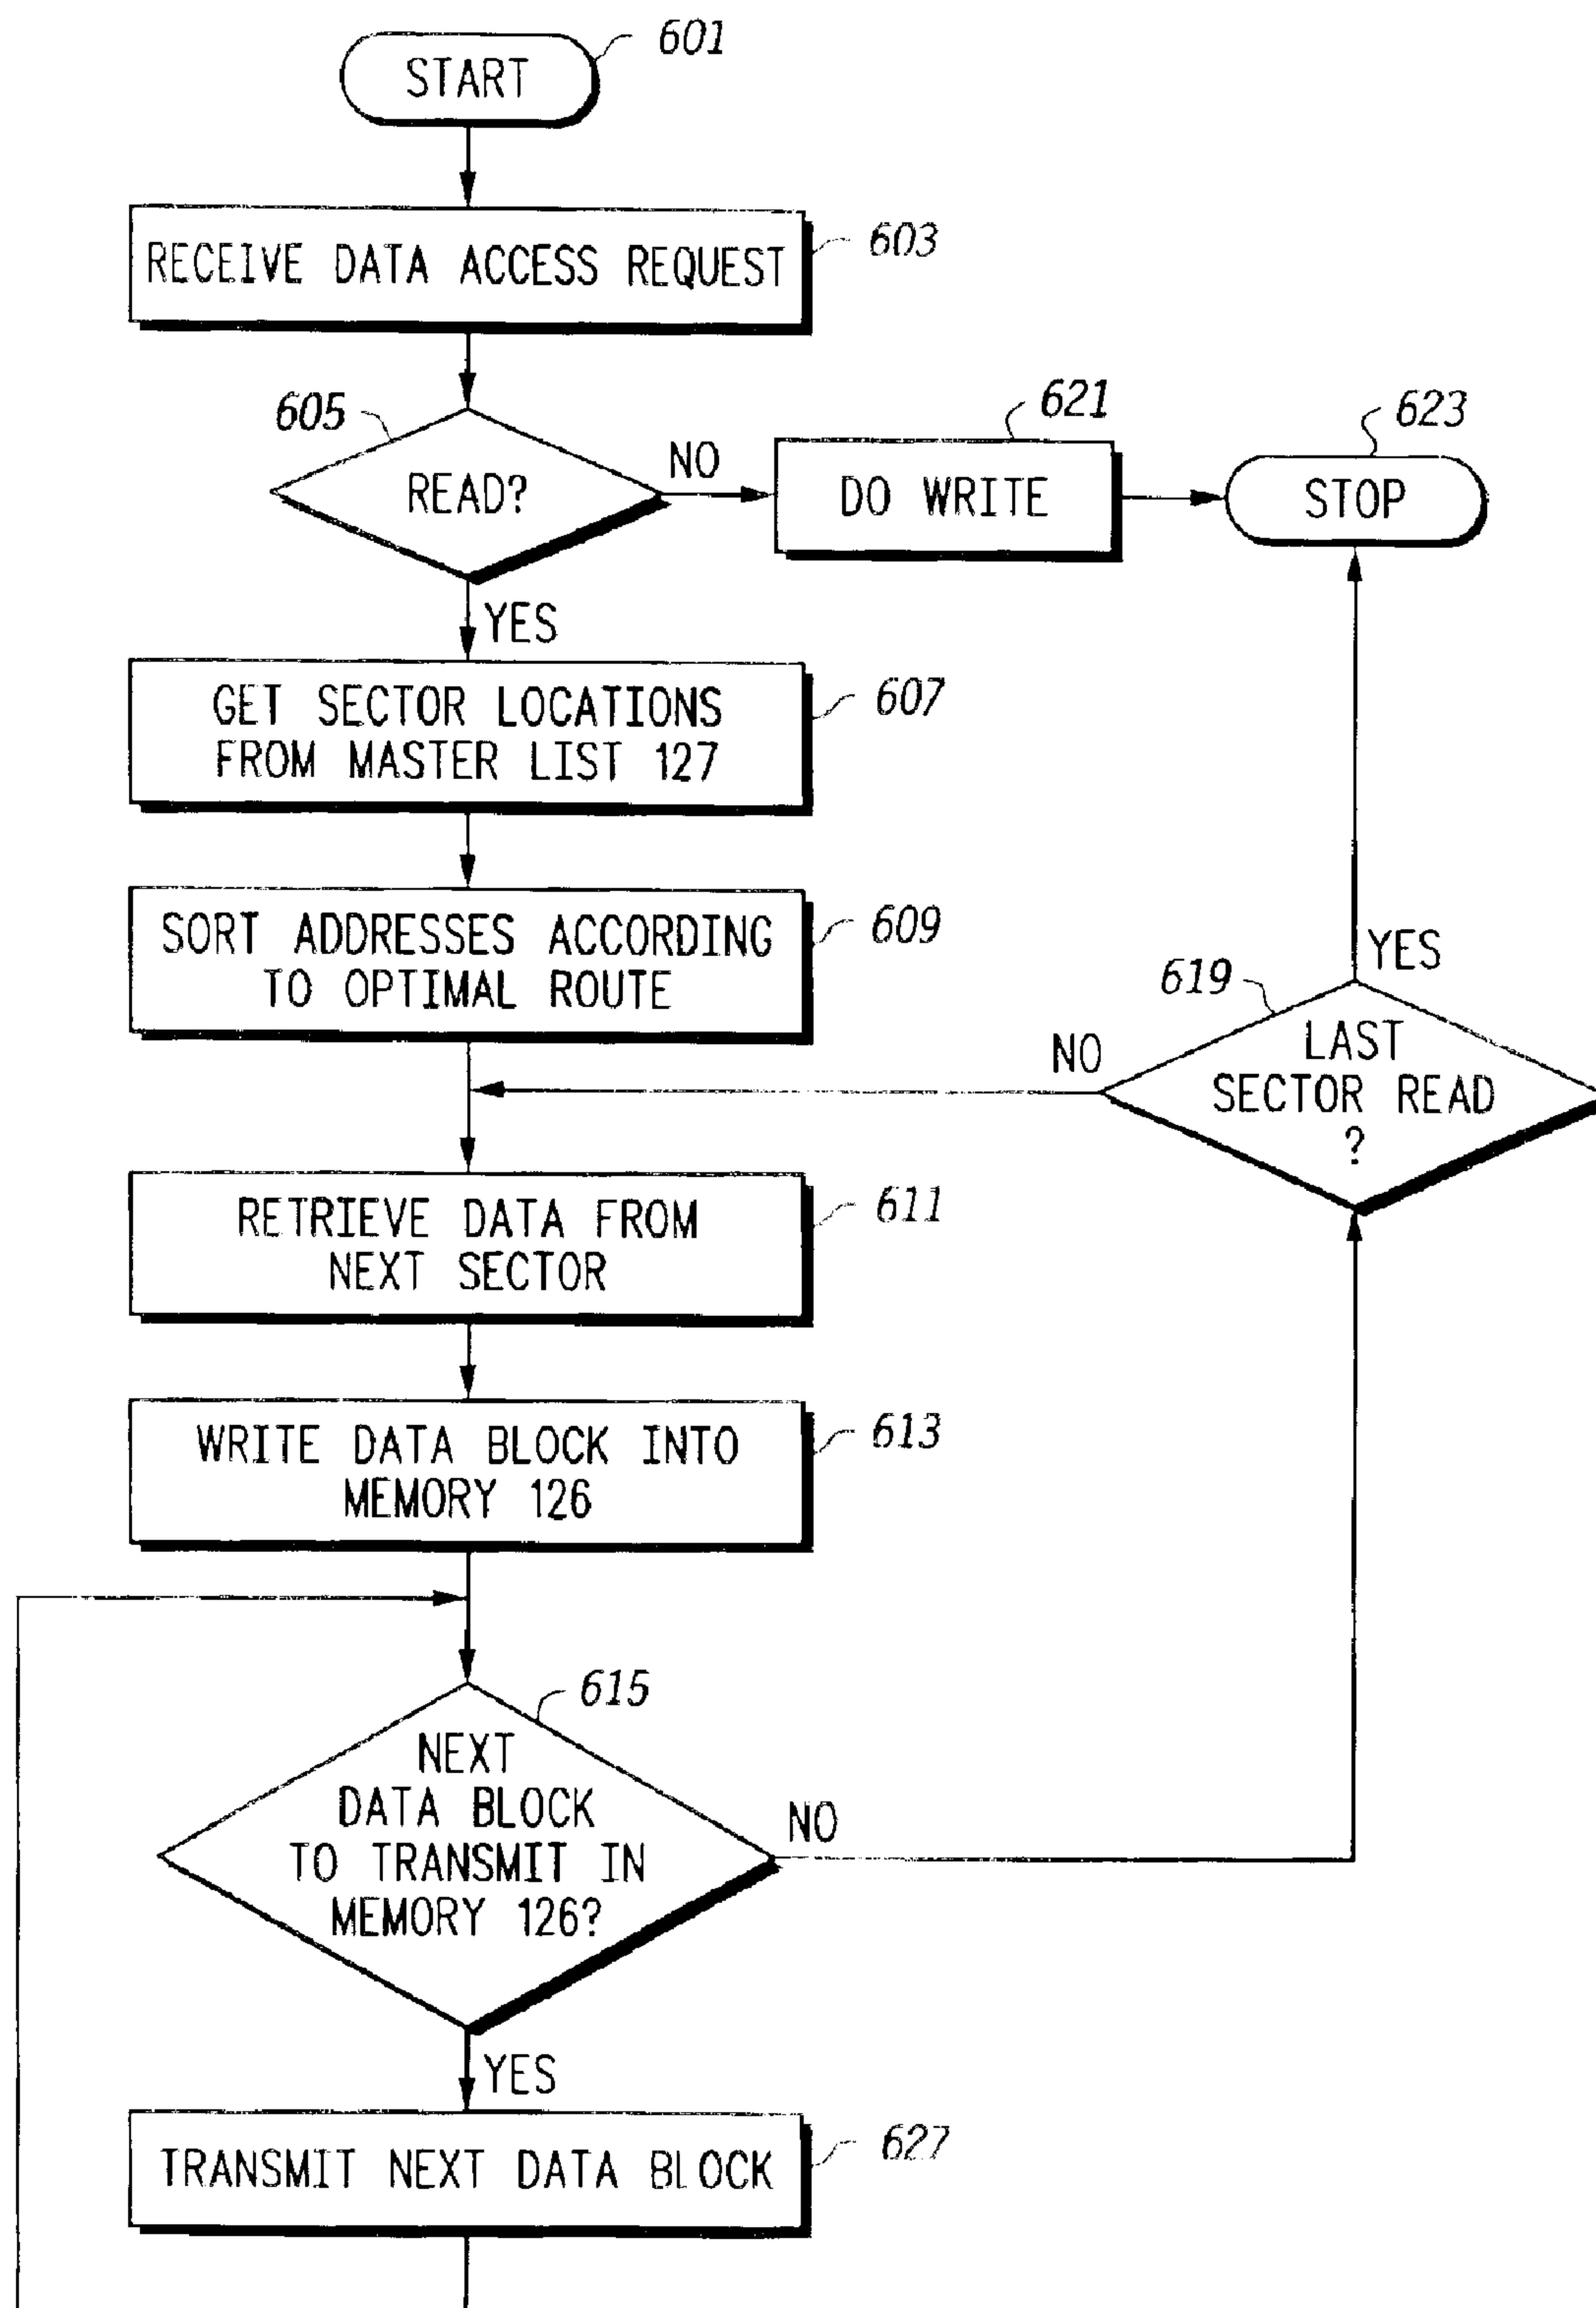 601
START
RECEIVE DATA ACCESS REQUEST
603
605
READ?
NO
621
DO WRITE
623
STOP
YES
GET SECTOR LOCATIONS
FROM MASTER LIST 127
607
SORT ADDRESSES ACCORDING
TO OPTIMAL ROUTE
609
619
YES
NO
LAST
SECTOR READ
?
RETRIEVE DATA FROM
NEXT SECTOR
611
WRITE DATA BLOCK INTO
MEMORY 126
613
615
NEXT
DATA BLOCK
TO TRANSMIT IN
MEMORY 126?
NO
YES
TRANSMIT NEXT DATA BLOCK
627